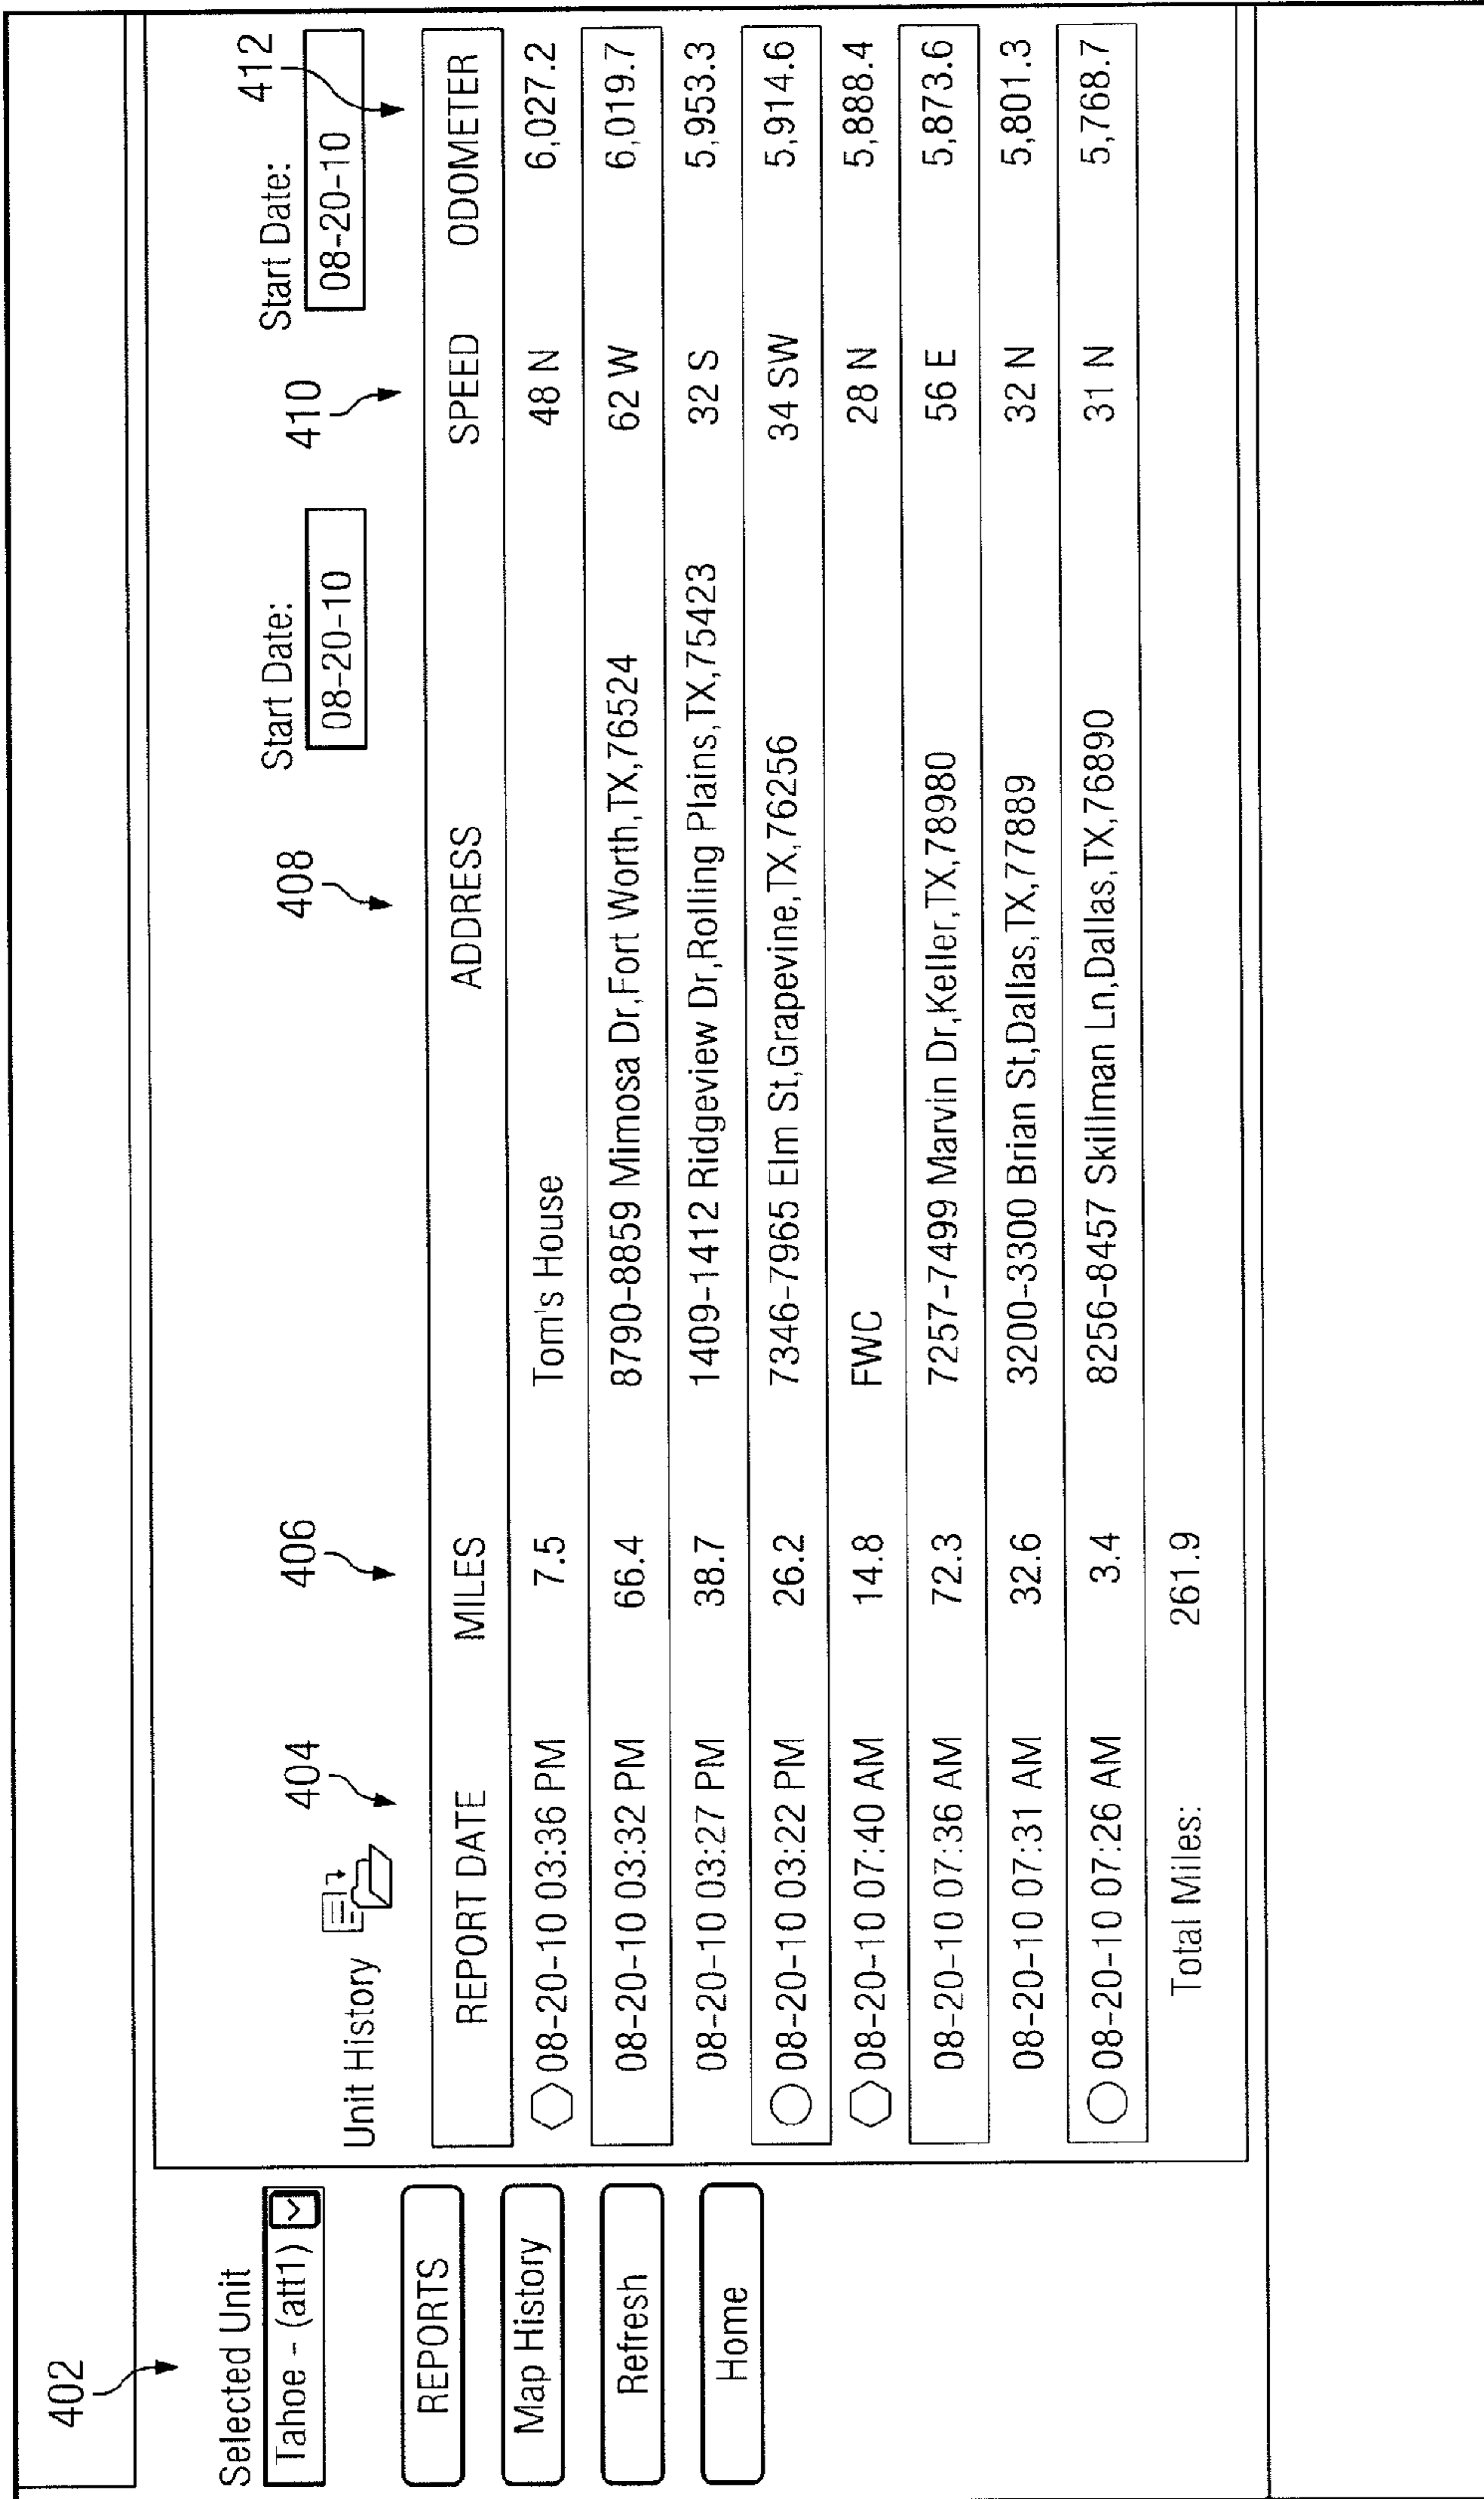 402
Selected Unit
Tahoe - (att1)
REPORTS
Map History
Refresh
Home
Unit History
404
406
408
Start Date:
08-20-10
410
Start Date:
08-20-10
412
REPORT DATE MILES ADDRESS SPEED ODOMETER
08-20-10 03:36 PM 7.5 Tom's House 48 N 6,027.2
08-20-10 03:32 PM 66.4 8790-8859 Mimosa Dr,Fort Worth,TX,76524 62 W 6,019.7
08-20-10 03:27 PM 38.7 1409-1412 Ridgeview Dr,Rolling Plains,TX,75423 32 S 5,953.3
08-20-10 03:22 PM 26.2 7346-7965 Elm St,Grapevine,TX,76256 34 SW 5,914.6
08-20-10 07:40 AM 14.8 FWC 28 N 5,888.4
08-20-10 07:36 AM 72.3 7257-7499 Marvin Dr,Keller,TX,78980 56 E 5,873.6
08-20-10 07:31 AM 32.6 3200-3300 Brian St,Dallas,TX,77889 32 N 5,801.3
08-20-10 07:26 AM 3.4 8256-8457 Skillman Ln,Dallas,TX,76890 31 N 5,768.7
Total Miles: 261.9